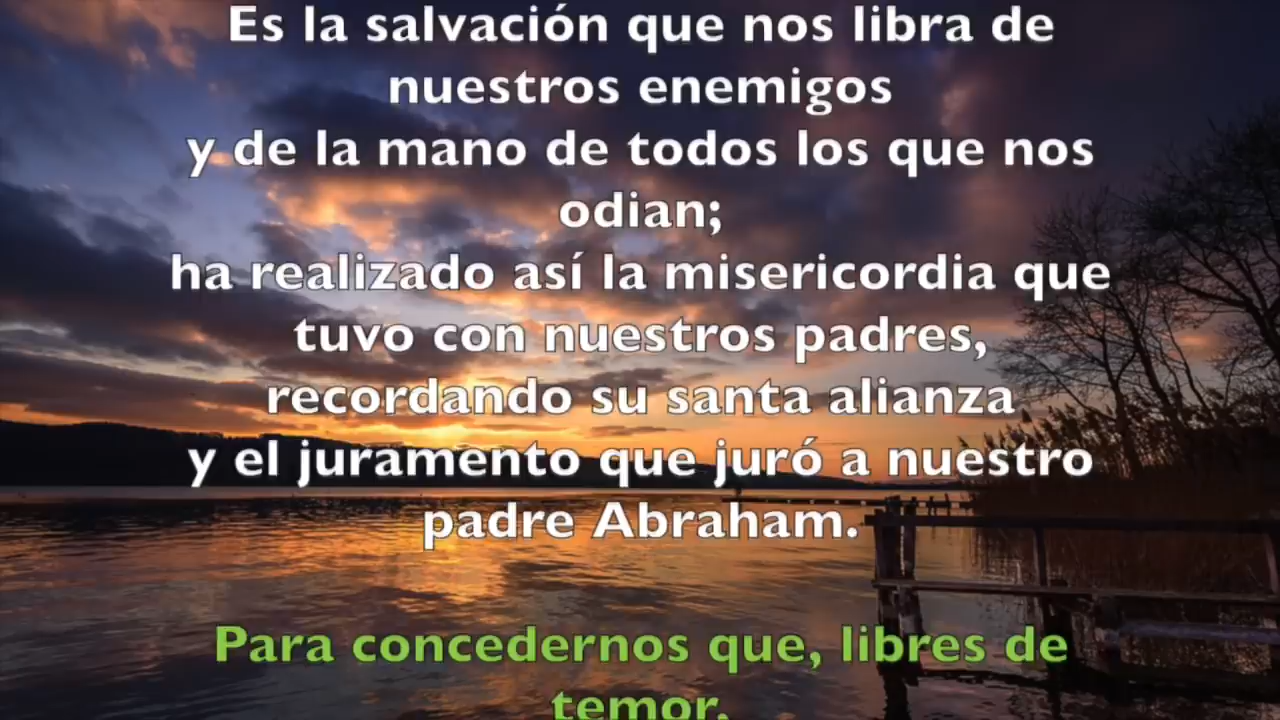 Es la salvación que nos libra de
nuestros enemigos
y de la mano de todos los que nos
odian;
ha realizado así la misericordia que
tuvo con nuestros padres,
recordando su santa alianza
y el juramento que juró a nuestro
padre Abraham.
Para concedernos que, libres de
temor,